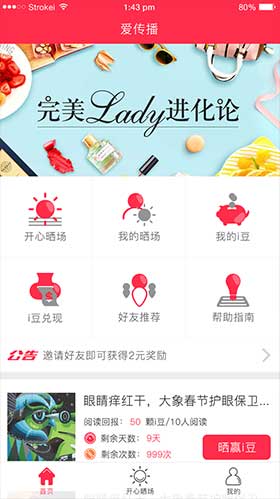 Strokei 1:43 pm 80%
爱传播
完美Lady进化论
开心晒场 我的晒场 我的i豆
i豆兑现 好友推荐 帮助指南
公告 邀请好友即可获得2元奖励
眼睛痒红干，大象春节护眼保卫...
阅读回报： 50 颗i豆/10人阅读
剩余天数： 9天
剩余次数： 999次
晒赢i豆
首页 开心晒场 我的